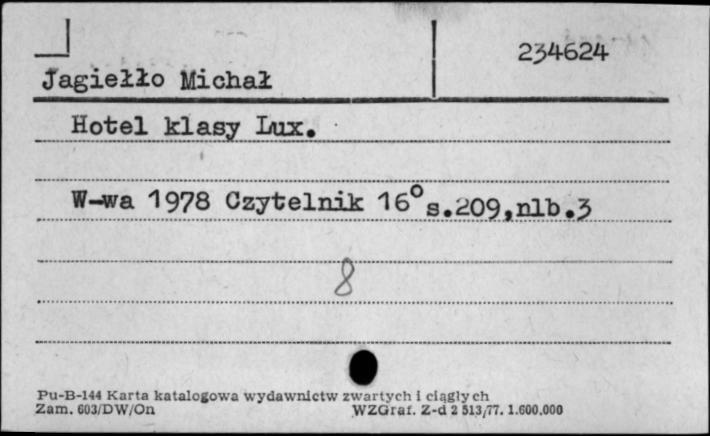 234624
Jagiełło Michał
Hotel klasy Lux.
W-wa 1978 Czytelnik 16° s.209,nlb.3
8
Pu-B-144 Karta katalogowa wydawnictw zwartych i ciągłych
Zam. 603/DW/On WZGraf. Z-d 2 513/77. 1.600.000